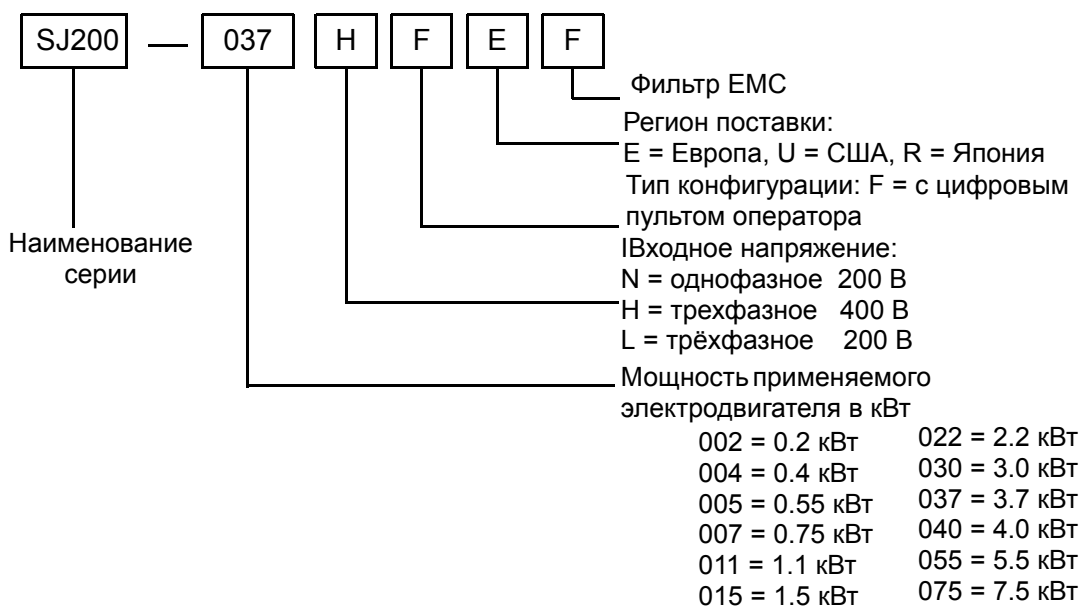 SJ200 — 037 H F E F
Фильтр EMC
Регион поставки:
E = Европа, U = США, R = Япония
Тип конфигурации: F = с цифровым
пультом оператора
Наименование
серии
IВходное напряжение:
N = однофазное 200 В
H = трехфазное 400 В
L = трёхфазное 200 В
Мощность применяемого
электродвигателя в кВт
002 = 0.2 кВт
004 = 0.4 кВт
005 = 0.55 кВт
007 = 0.75 кВт
011 = 1.1 кВт
015 = 1.5 кВт
022 = 2.2 кВт
030 = 3.0 кВт
037 = 3.7 кВт
040 = 4.0 кВт
055 = 5.5 кВт
075 = 7.5 кВт